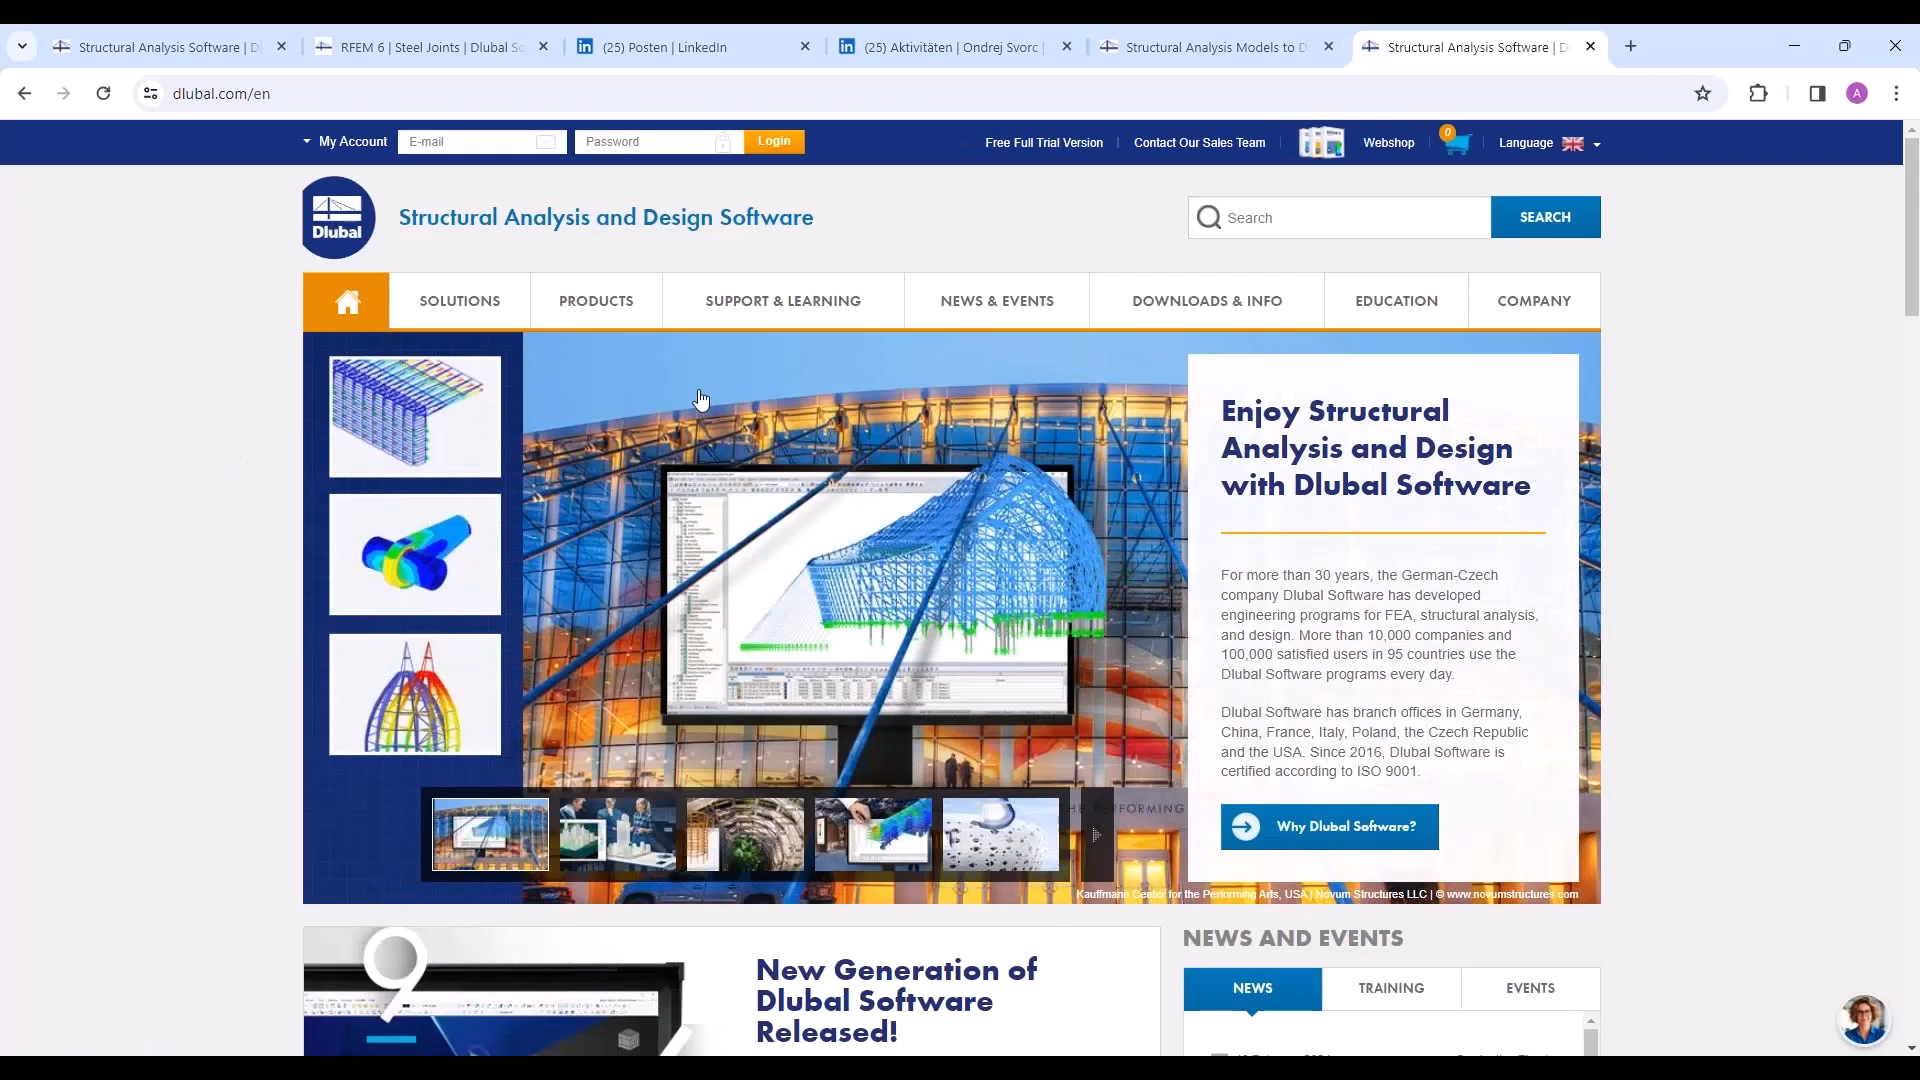 Structural Analysis Software | D
RFEM 6 | Steel Joints | Dlubal So
(25) Posten | LinkedIn
(25) Aktivitäten | Ondrej Svorc |
Structural Analysis Models to D
Structural Analysis Software | D
dlubal.com/en
A
My Account
E-mail
Password
Login
Free Full Trial Version
Contact Our Sales Team
Webshop
0
Language
Dlubal
Structural Analysis and Design Software
Search
SEARCH
SOLUTIONS
PRODUCTS
SUPPORT & LEARNING
NEWS & EVENTS
DOWNLOADS & INFO
EDUCATION
COMPANY
Enjoy Structural
Analysis and Design
with Dlubal Software
For more than 30 years, the German-Czech
company Dlubal Software has developed
engineering programs for FEA, structural analysis,
and design. More than 10,000 companies and
100,000 satisfied users in 95 countries use the
Dlubal Software programs every day.
Dlubal Software has branch offices in Germany,
China, France, Italy, Poland, the Czech Republic
and the USA. Since 2016, Dlubal Software is
certified according to ISO 9001.
Why Dlubal Software?
PERFORMING
Kauffmann Center for the Performing Arts, USA | Novum Structures LLC | © www.novumstructures.com
New Generation of
Dlubal Software
Released!
NEWS AND EVENTS
NEWS
TRAINING
EVENTS